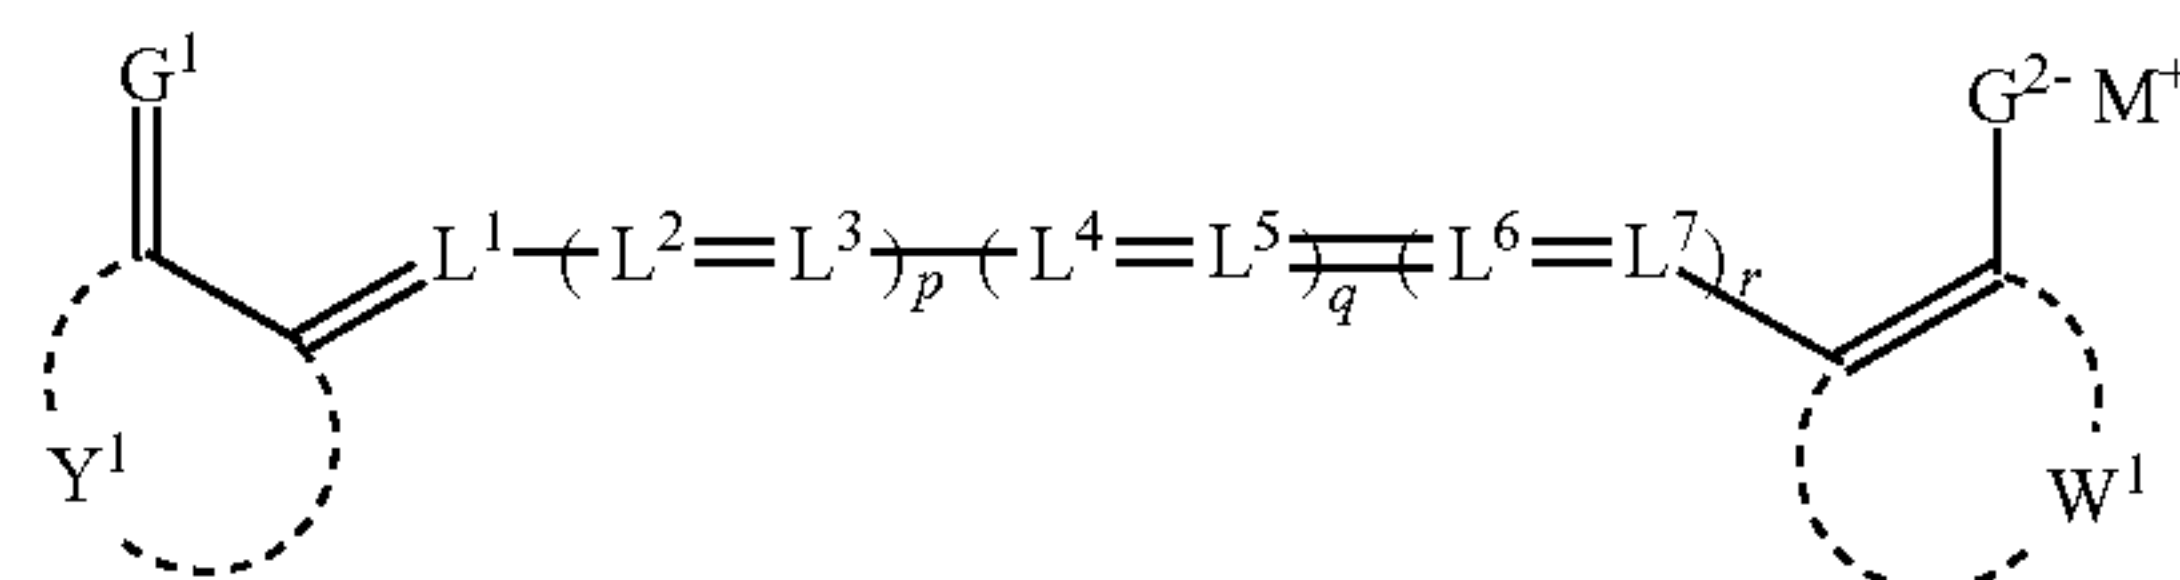 G¹ G²⁻ M⁺
L¹—(L²=L³)p—(L⁴=L⁵)q=(L⁶=L⁷)r
Y¹ W¹